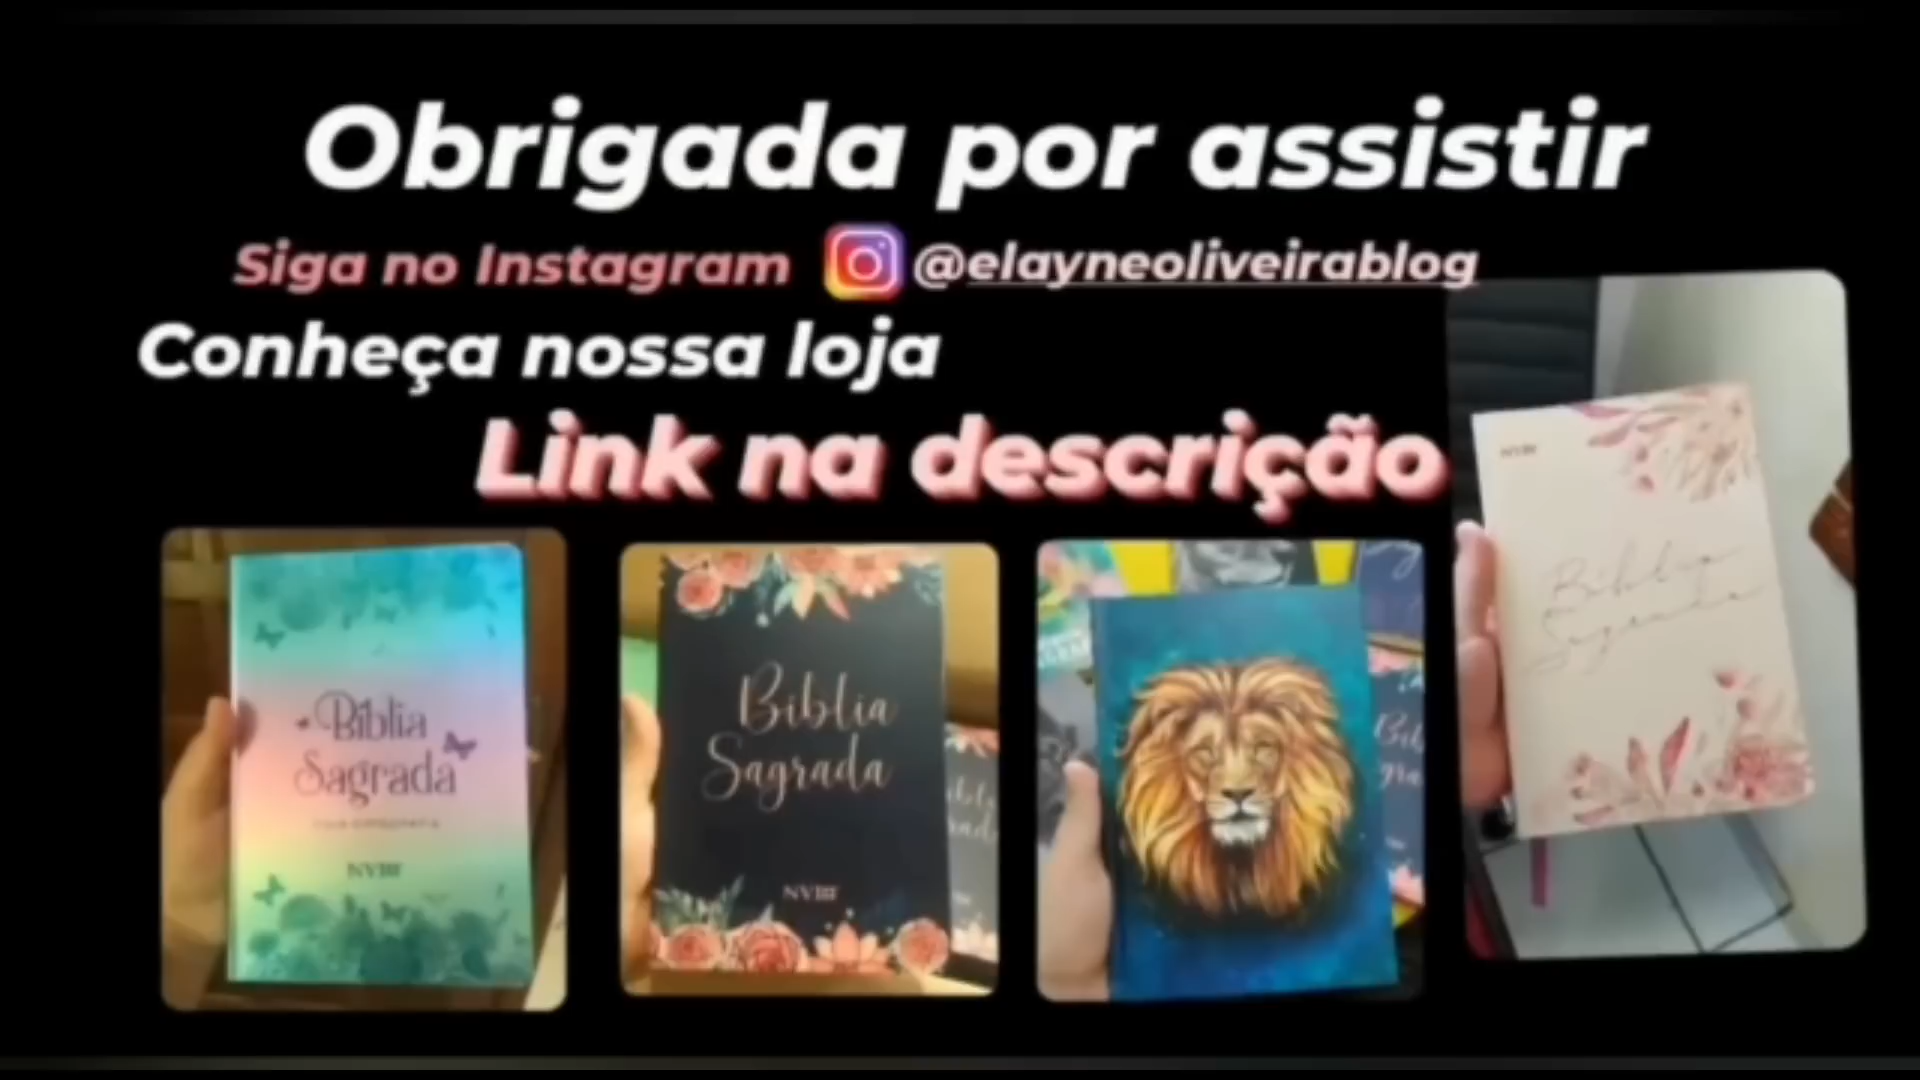 Obrigada por assistir
Siga no Instagram @elayneoliveirablog
Conheça nossa loja
Link na descrição
Bíblia
Sagrada
NVI
Bíblia
Sagrada
NVI
Bíblia
Sagrada